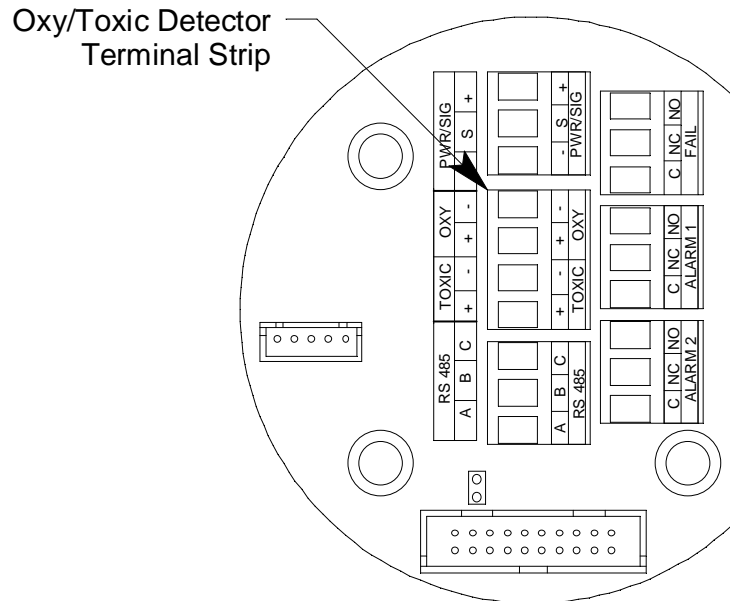 Oxy/Toxic Detector
Terminal Strip
PWR/SIG
S +
PWR/SIG
- S +
FAIL
C NC NO
OXY
+ -
TOXIC
+ -
OXY
+ -
TOXIC
+ -
ALARM 1
C NC NO
RS 485
A B C
RS 485
A B C
ALARM 2
C NC NO